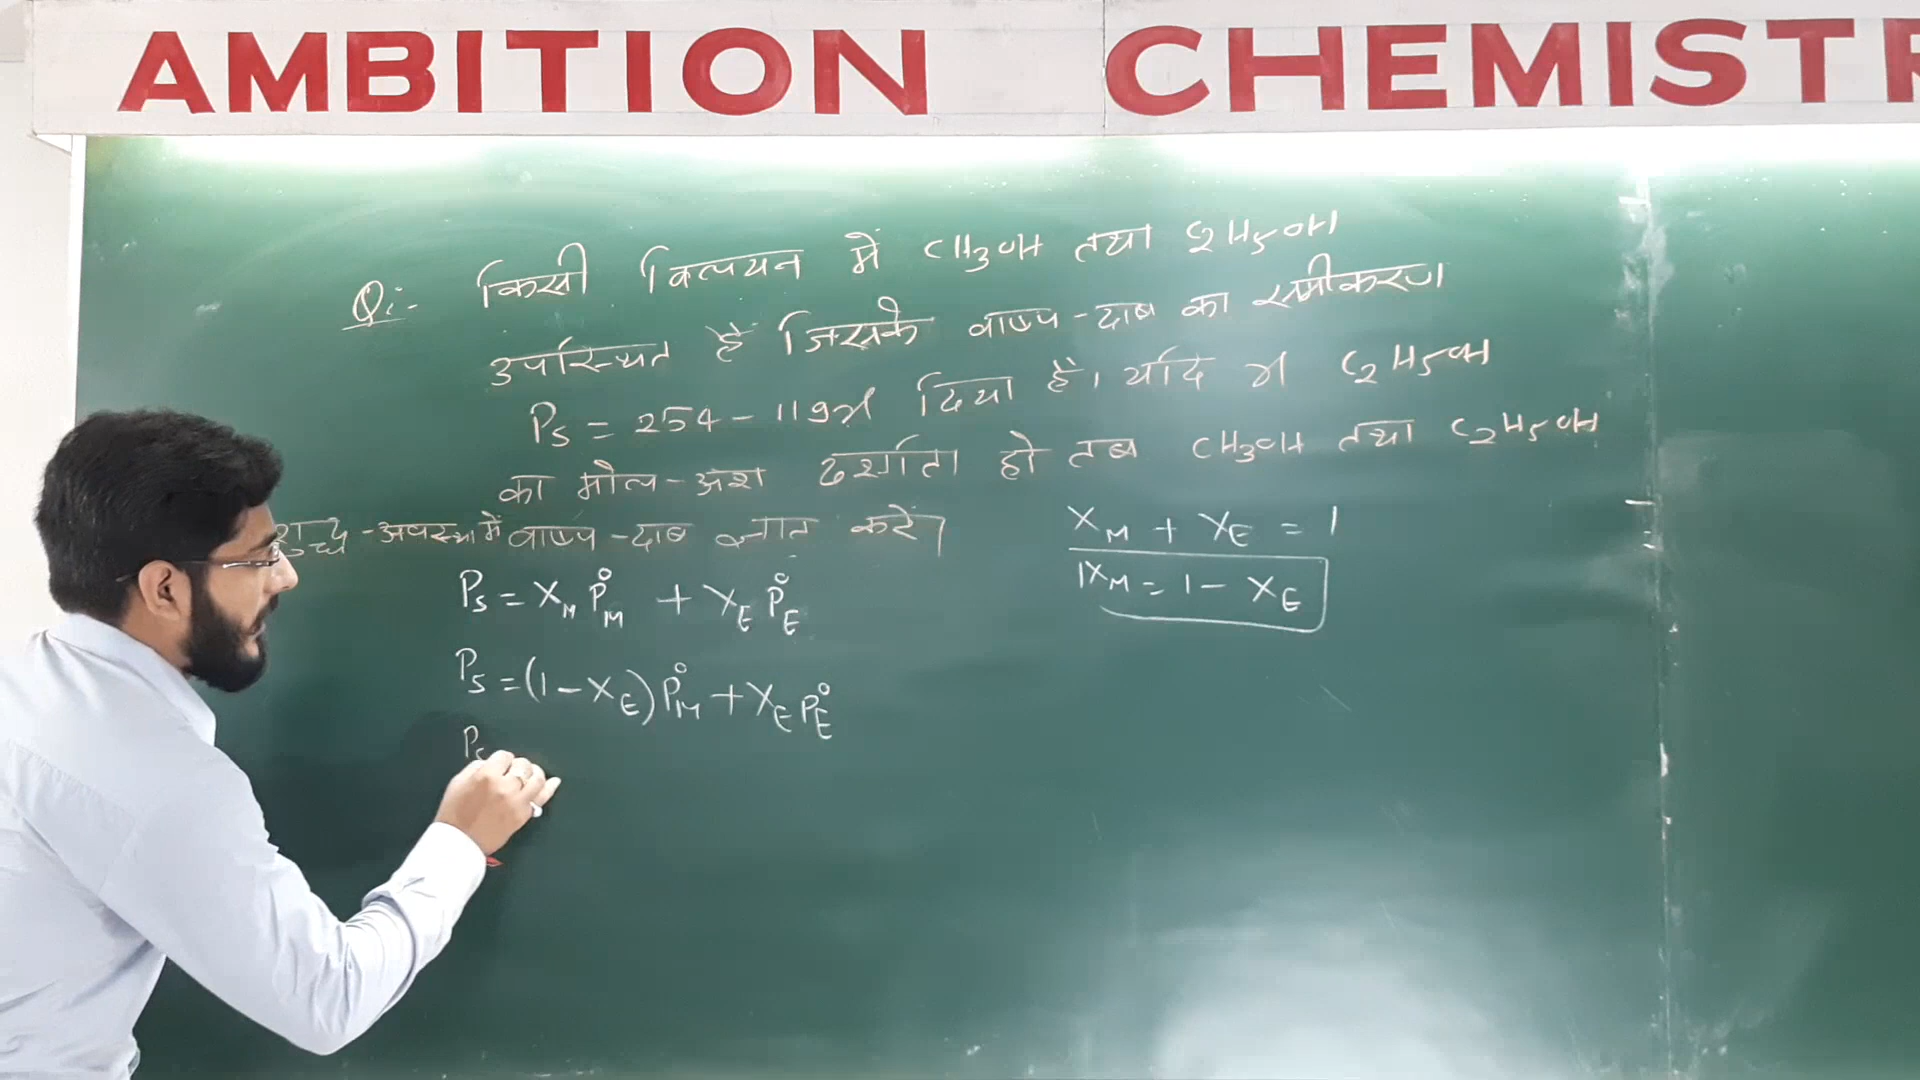 AMBITION CHEMISTR
Q:- किसी विलयन में CH3OH तथा C2H5OH
उपस्थित है जिसके वाष्प-दाब का समीकरण
Ps = 254 - 119x दिया है। यदि x C2H5OH
का मोल-अंश दर्शाता हो तब CH3OH तथा C2H5OH
शुद्ध-अवस्था में वाष्प-दाब ज्ञात करें।
XM + XE = 1
XM = 1 - XE
Ps = XM P°M + XE P°E
Ps = (1 - XE) P°M + XE P°E
Ps